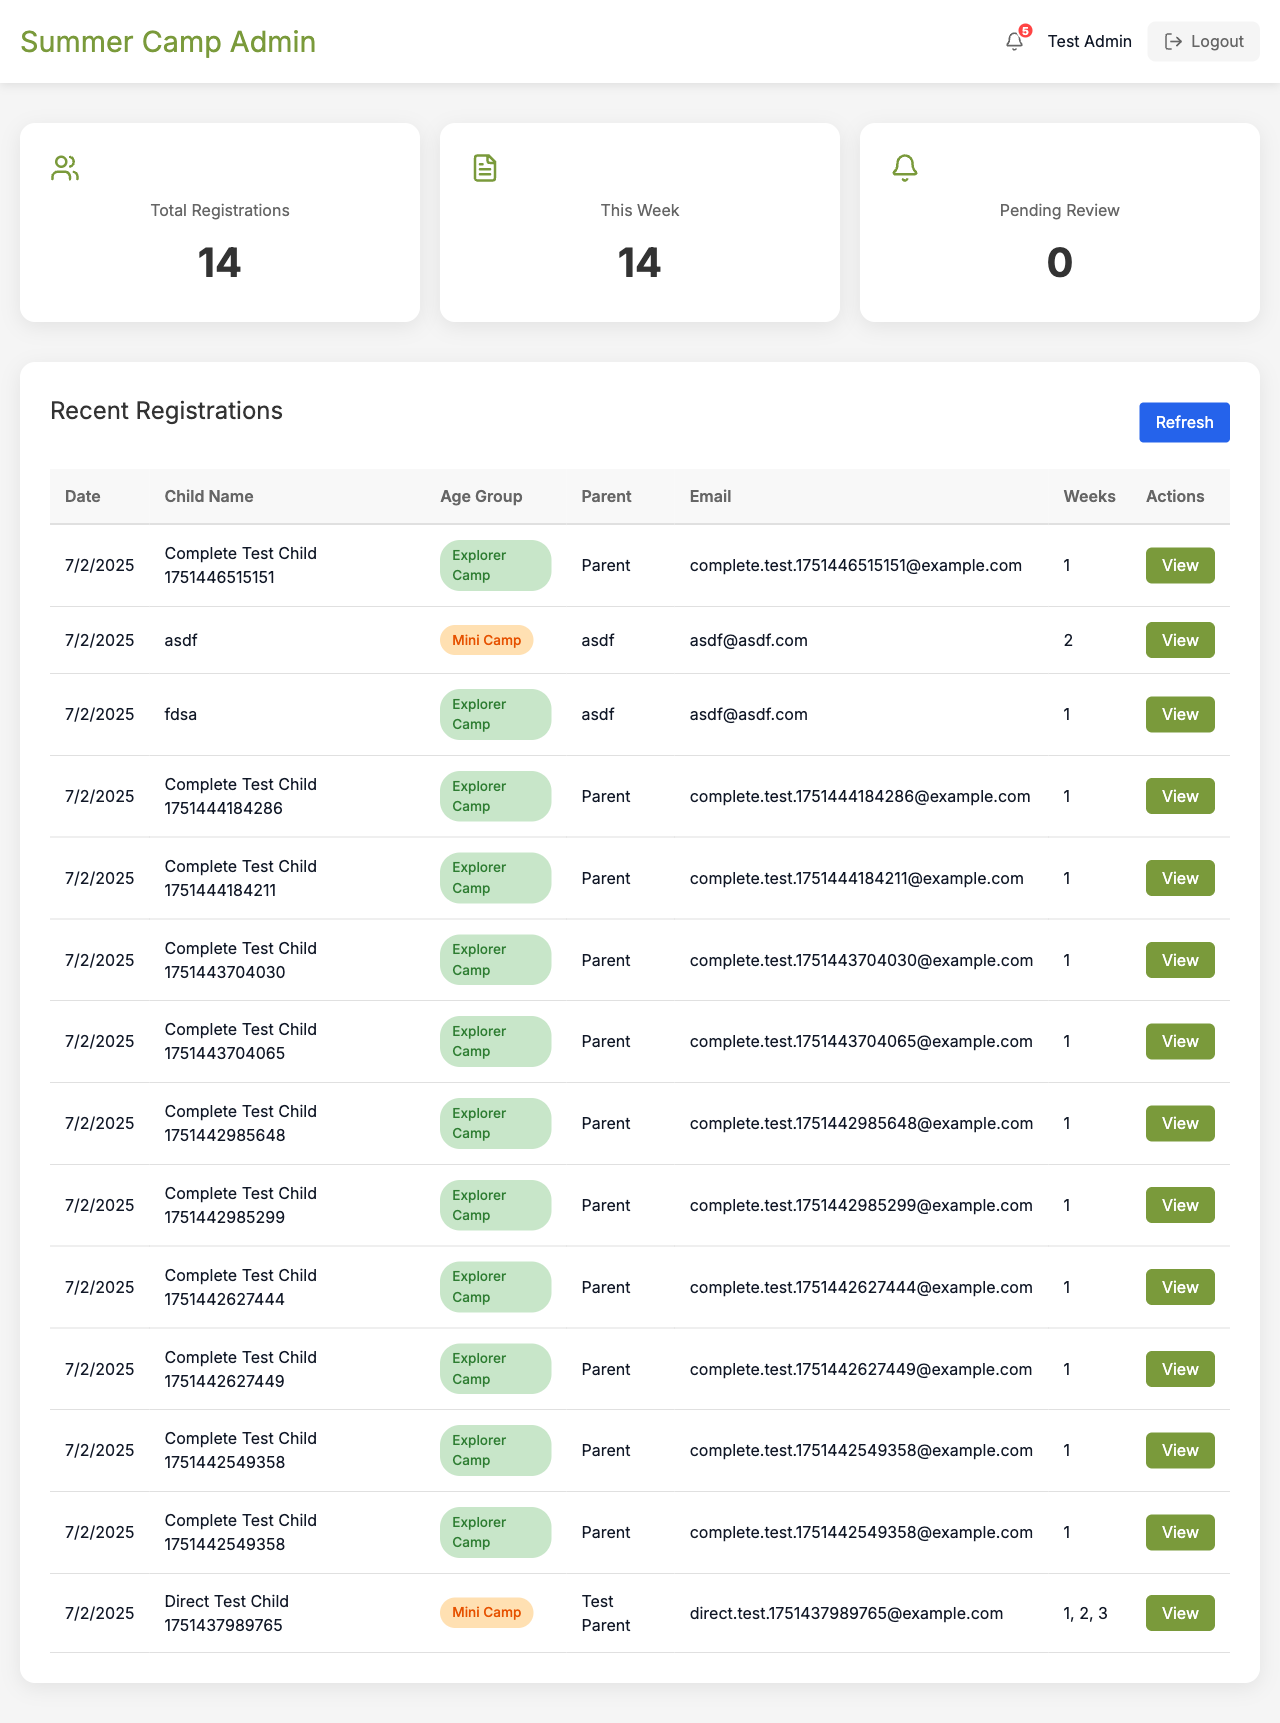 Summer Camp Admin
5
Test Admin
Logout
Total Registrations
14
This Week
14
Pending Review
0
Recent Registrations
Refresh
Date Child Name Age Group Parent Email Weeks Actions
7/2/2025 Complete Test Child 1751446515151 Explorer Camp Parent complete.test.1751446515151@example.com 1 View
7/2/2025 asdf Mini Camp asdf asdf@asdf.com 2 View
7/2/2025 fdsa Explorer Camp asdf asdf@asdf.com 1 View
7/2/2025 Complete Test Child 1751444184286 Explorer Camp Parent complete.test.1751444184286@example.com 1 View
7/2/2025 Complete Test Child 1751444184211 Explorer Camp Parent complete.test.1751444184211@example.com 1 View
7/2/2025 Complete Test Child 1751443704030 Explorer Camp Parent complete.test.1751443704030@example.com 1 View
7/2/2025 Complete Test Child 1751443704065 Explorer Camp Parent complete.test.1751443704065@example.com 1 View
7/2/2025 Complete Test Child 1751442985648 Explorer Camp Parent complete.test.1751442985648@example.com 1 View
7/2/2025 Complete Test Child 1751442985299 Explorer Camp Parent complete.test.1751442985299@example.com 1 View
7/2/2025 Complete Test Child 1751442627444 Explorer Camp Parent complete.test.1751442627444@example.com 1 View
7/2/2025 Complete Test Child 1751442627449 Explorer Camp Parent complete.test.1751442627449@example.com 1 View
7/2/2025 Complete Test Child 1751442549358 Explorer Camp Parent complete.test.1751442549358@example.com 1 View
7/2/2025 Complete Test Child 1751442549358 Explorer Camp Parent complete.test.1751442549358@example.com 1 View
7/2/2025 Direct Test Child 1751437989765 Mini Camp Test Parent direct.test.1751437989765@example.com 1, 2, 3 View